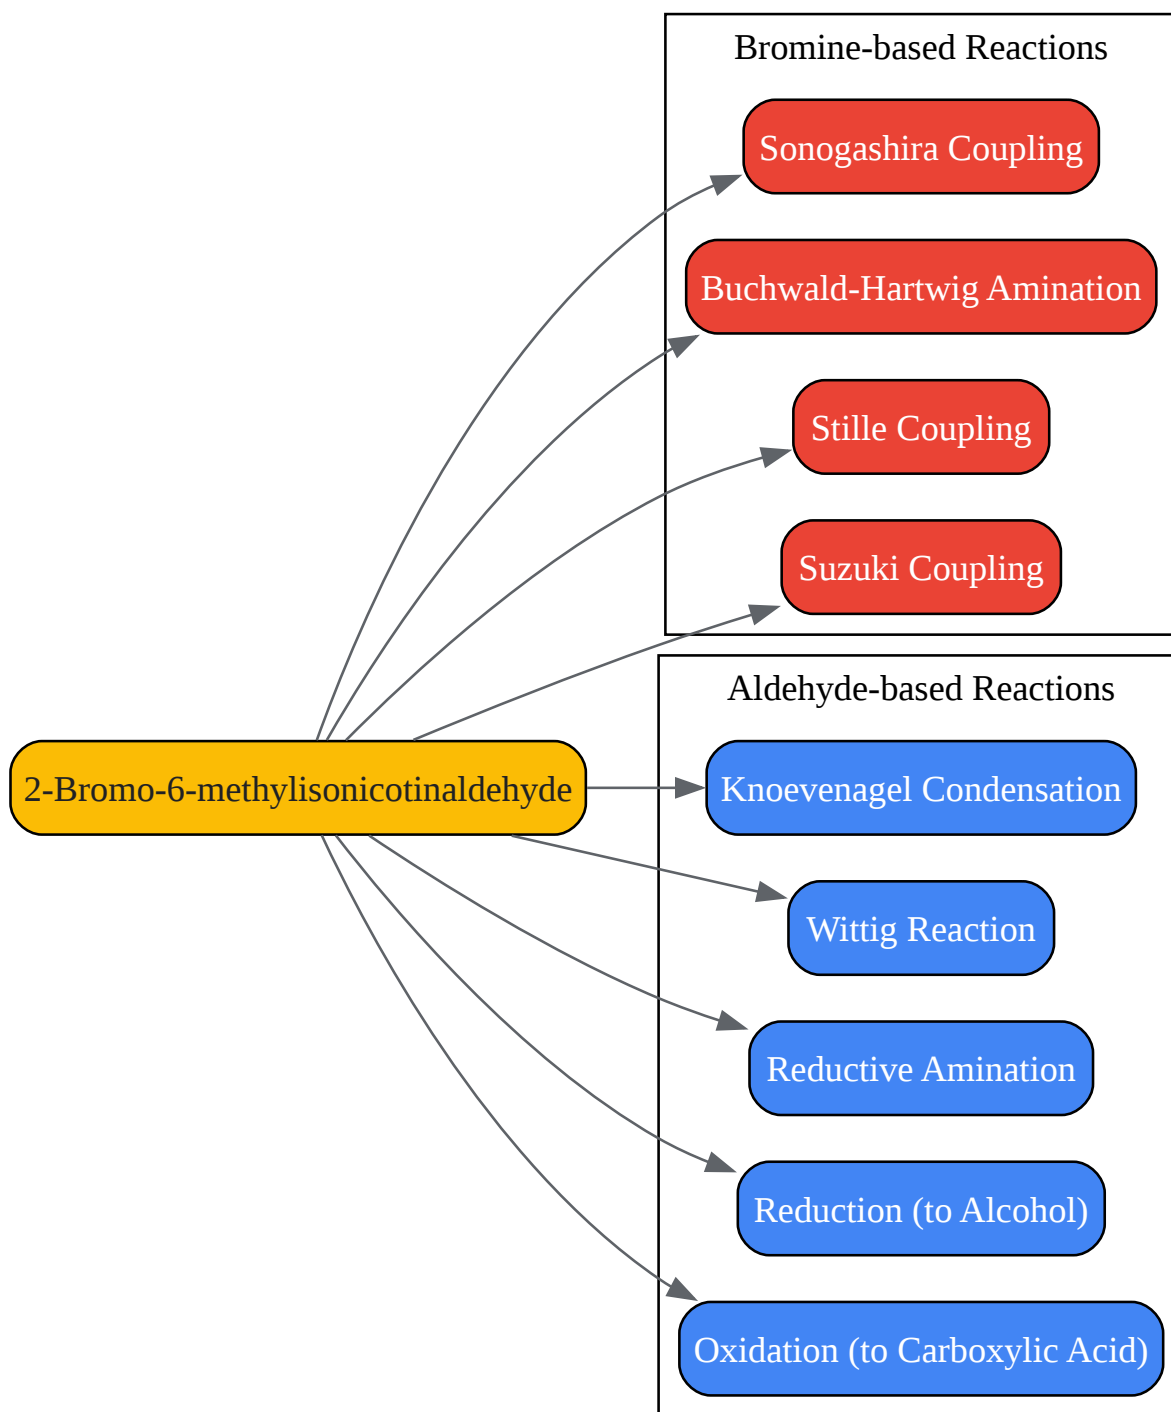 Bromine-based Reactions
Sonogashira Coupling
Buchwald-Hartwig Amination
Stille Coupling
Suzuki Coupling
Aldehyde-based Reactions
2-Bromo-6-methylisonicotinaldehyde
Knoevenagel Condensation
Wittig Reaction
Reductive Amination
Reduction (to Alcohol)
Oxidation (to Carboxylic Acid)